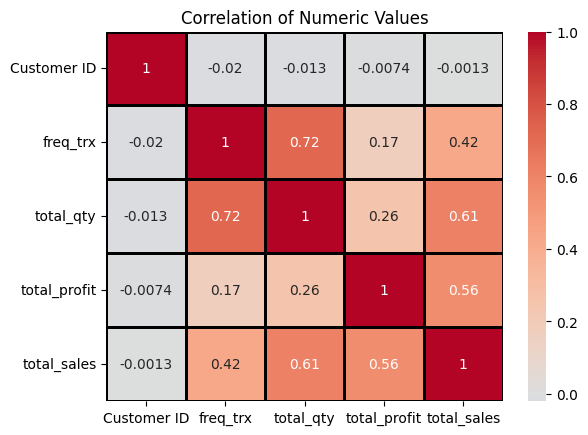 Correlation of Numeric Values
Customer ID 1 -0.02 -0.013 -0.0074 -0.0013
freq_trx -0.02 1 0.72 0.17 0.42
total_qty -0.013 0.72 1 0.26 0.61
total_profit -0.0074 0.17 0.26 1 0.56
total_sales -0.0013 0.42 0.61 0.56 1
Customer ID freq_trx total_qty total_profit total_sales
1.0
0.8
0.6
0.4
0.2
0.0